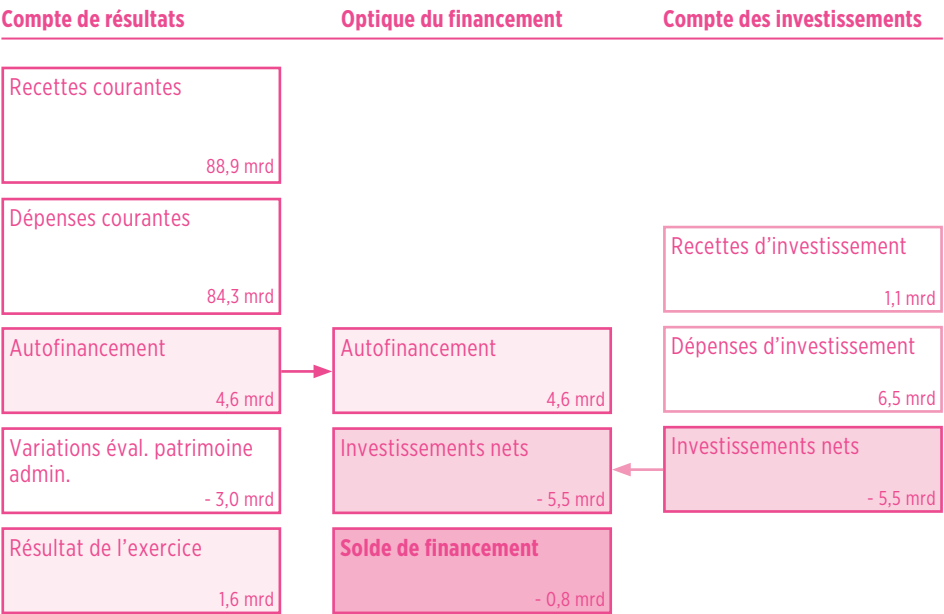 Compte de résultats
Optique du financement
Compte des investissements
Recettes courantes
88,9 mrd
Dépenses courantes
84,3 mrd
Recettes d'investissement
1,1 mrd
Autofinancement
4,6 mrd
Autofinancement
4,6 mrd
Dépenses d'investissement
6,5 mrd
Variations éval. patrimoine
admin.
- 3,0 mrd
Investissements nets
- 5,5 mrd
Investissements nets
- 5,5 mrd
Résultat de l'exercice
1,6 mrd
Solde de financement
- 0,8 mrd